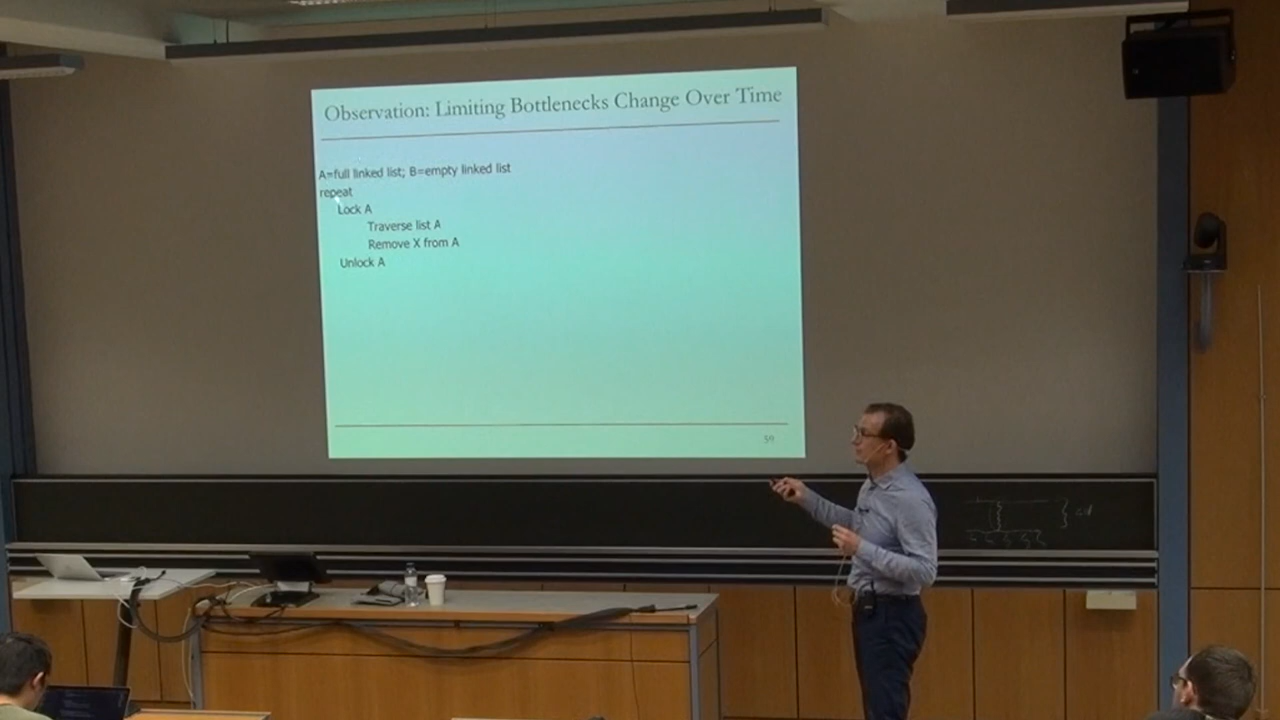 Observation: Limiting Bottlenecks Change Over Time
A=full linked list; B=empty linked list
repeat
Lock A
Traverse list A
Remove X from A
Unlock A
59